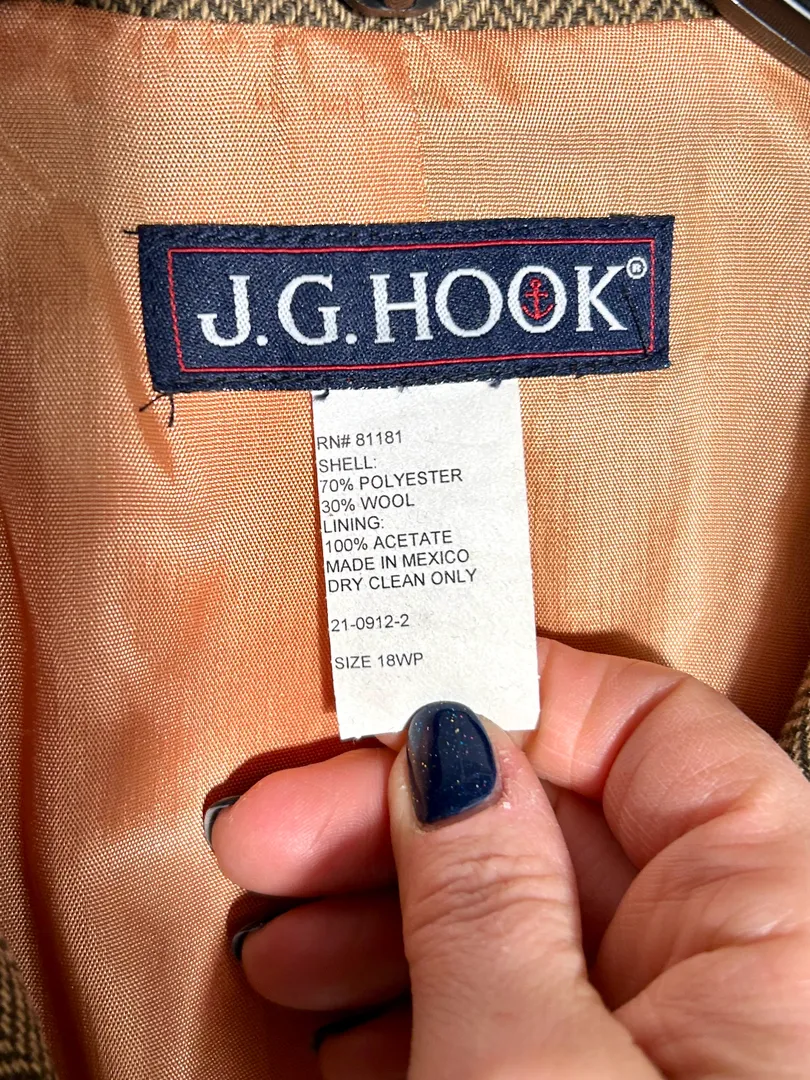 J.G.HOOK®
RN# 81181
SHELL:
70% POLYESTER
30% WOOL
LINING:
100% ACETATE
MADE IN MEXICO
DRY CLEAN ONLY
21-0912-2
SIZE 18WP